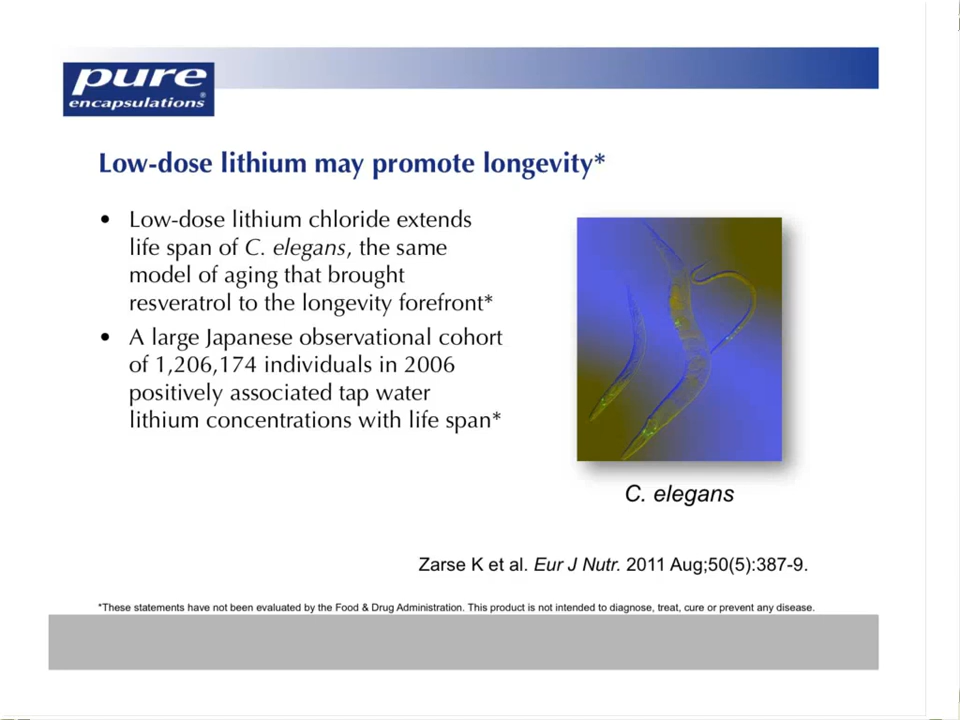 pure
encapsulations®
Low-dose lithium may promote longevity*
• Low-dose lithium chloride extends
life span of C. elegans, the same
model of aging that brought
resveratrol to the longevity forefront*
• A large Japanese observational cohort
of 1,206,174 individuals in 2006
positively associated tap water
lithium concentrations with life span*
C. elegans
Zarse K et al. Eur J Nutr. 2011 Aug;50(5):387-9.
*These statements have not been evaluated by the Food & Drug Administration. This product is not intended to diagnose, treat, cure or prevent any disease.